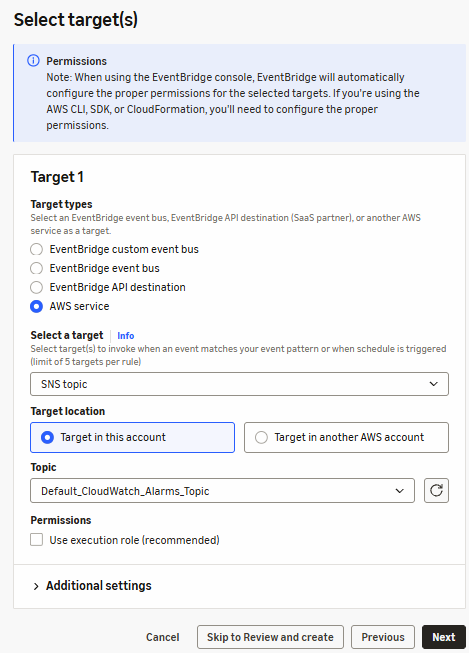 Select target(s)
Permissions
Note: When using the EventBridge console, EventBridge will automatically
configure the proper permissions for the selected targets. If you're using the
AWS CLI, SDK, or CloudFormation, you'll need to configure the proper
permissions.
Target 1
Target types
Select an EventBridge event bus, EventBridge API destination (SaaS partner), or another AWS
service as a target.
EventBridge custom event bus
EventBridge event bus
EventBridge API destination
AWS service
Select a target Info
Select target(s) to invoke when an event matches your event pattern or when schedule is triggered
(limit of 5 targets per rule)
SNS topic
Target location
Target in this account Target in another AWS account
Topic
Default_CloudWatch_Alarms_Topic
Permissions
Use execution role (recommended)
Additional settings
Cancel Skip to Review and create Previous Next